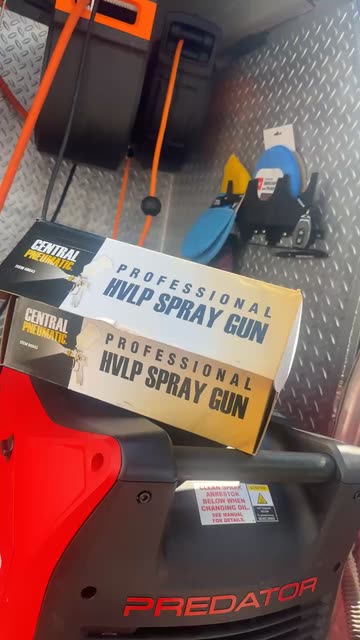 CENTRAL
PNEUMATIC
PROFESSIONAL
HVLP SPRAY GUN
CENTRAL
PNEUMATIC
PROFESSIONAL
HVLP SPRAY GUN
CLEAN SPARK
ARRESTOR
BELOW WHEN
CHANGING OIL.
SEE MANUAL
FOR DETAILS.
PREDATOR